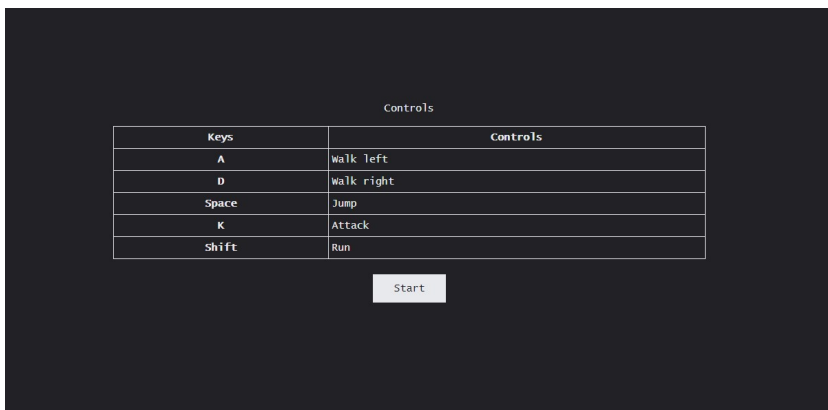 Controls
Keys Controls
A Walk left
D Walk right
Space Jump
K Attack
Shift Run
Start